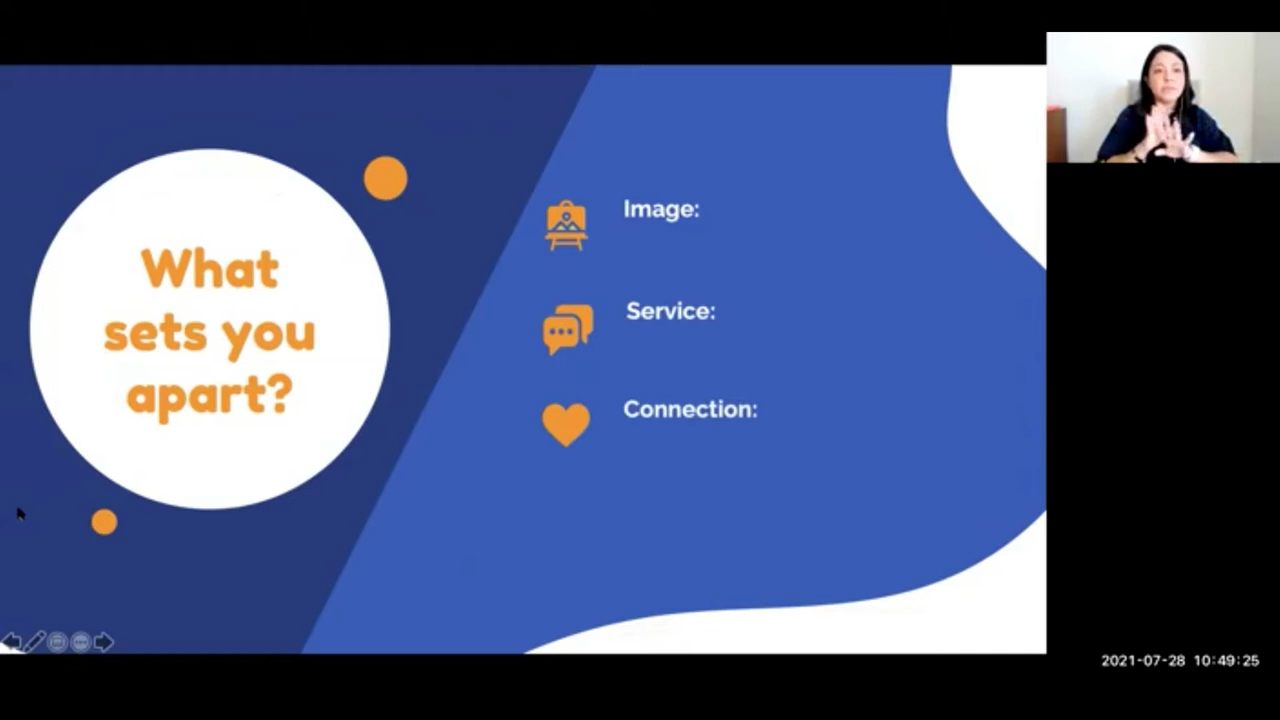 What
sets you
apart?
Image:
Service:
Connection:
2021-07-28 10:49:25